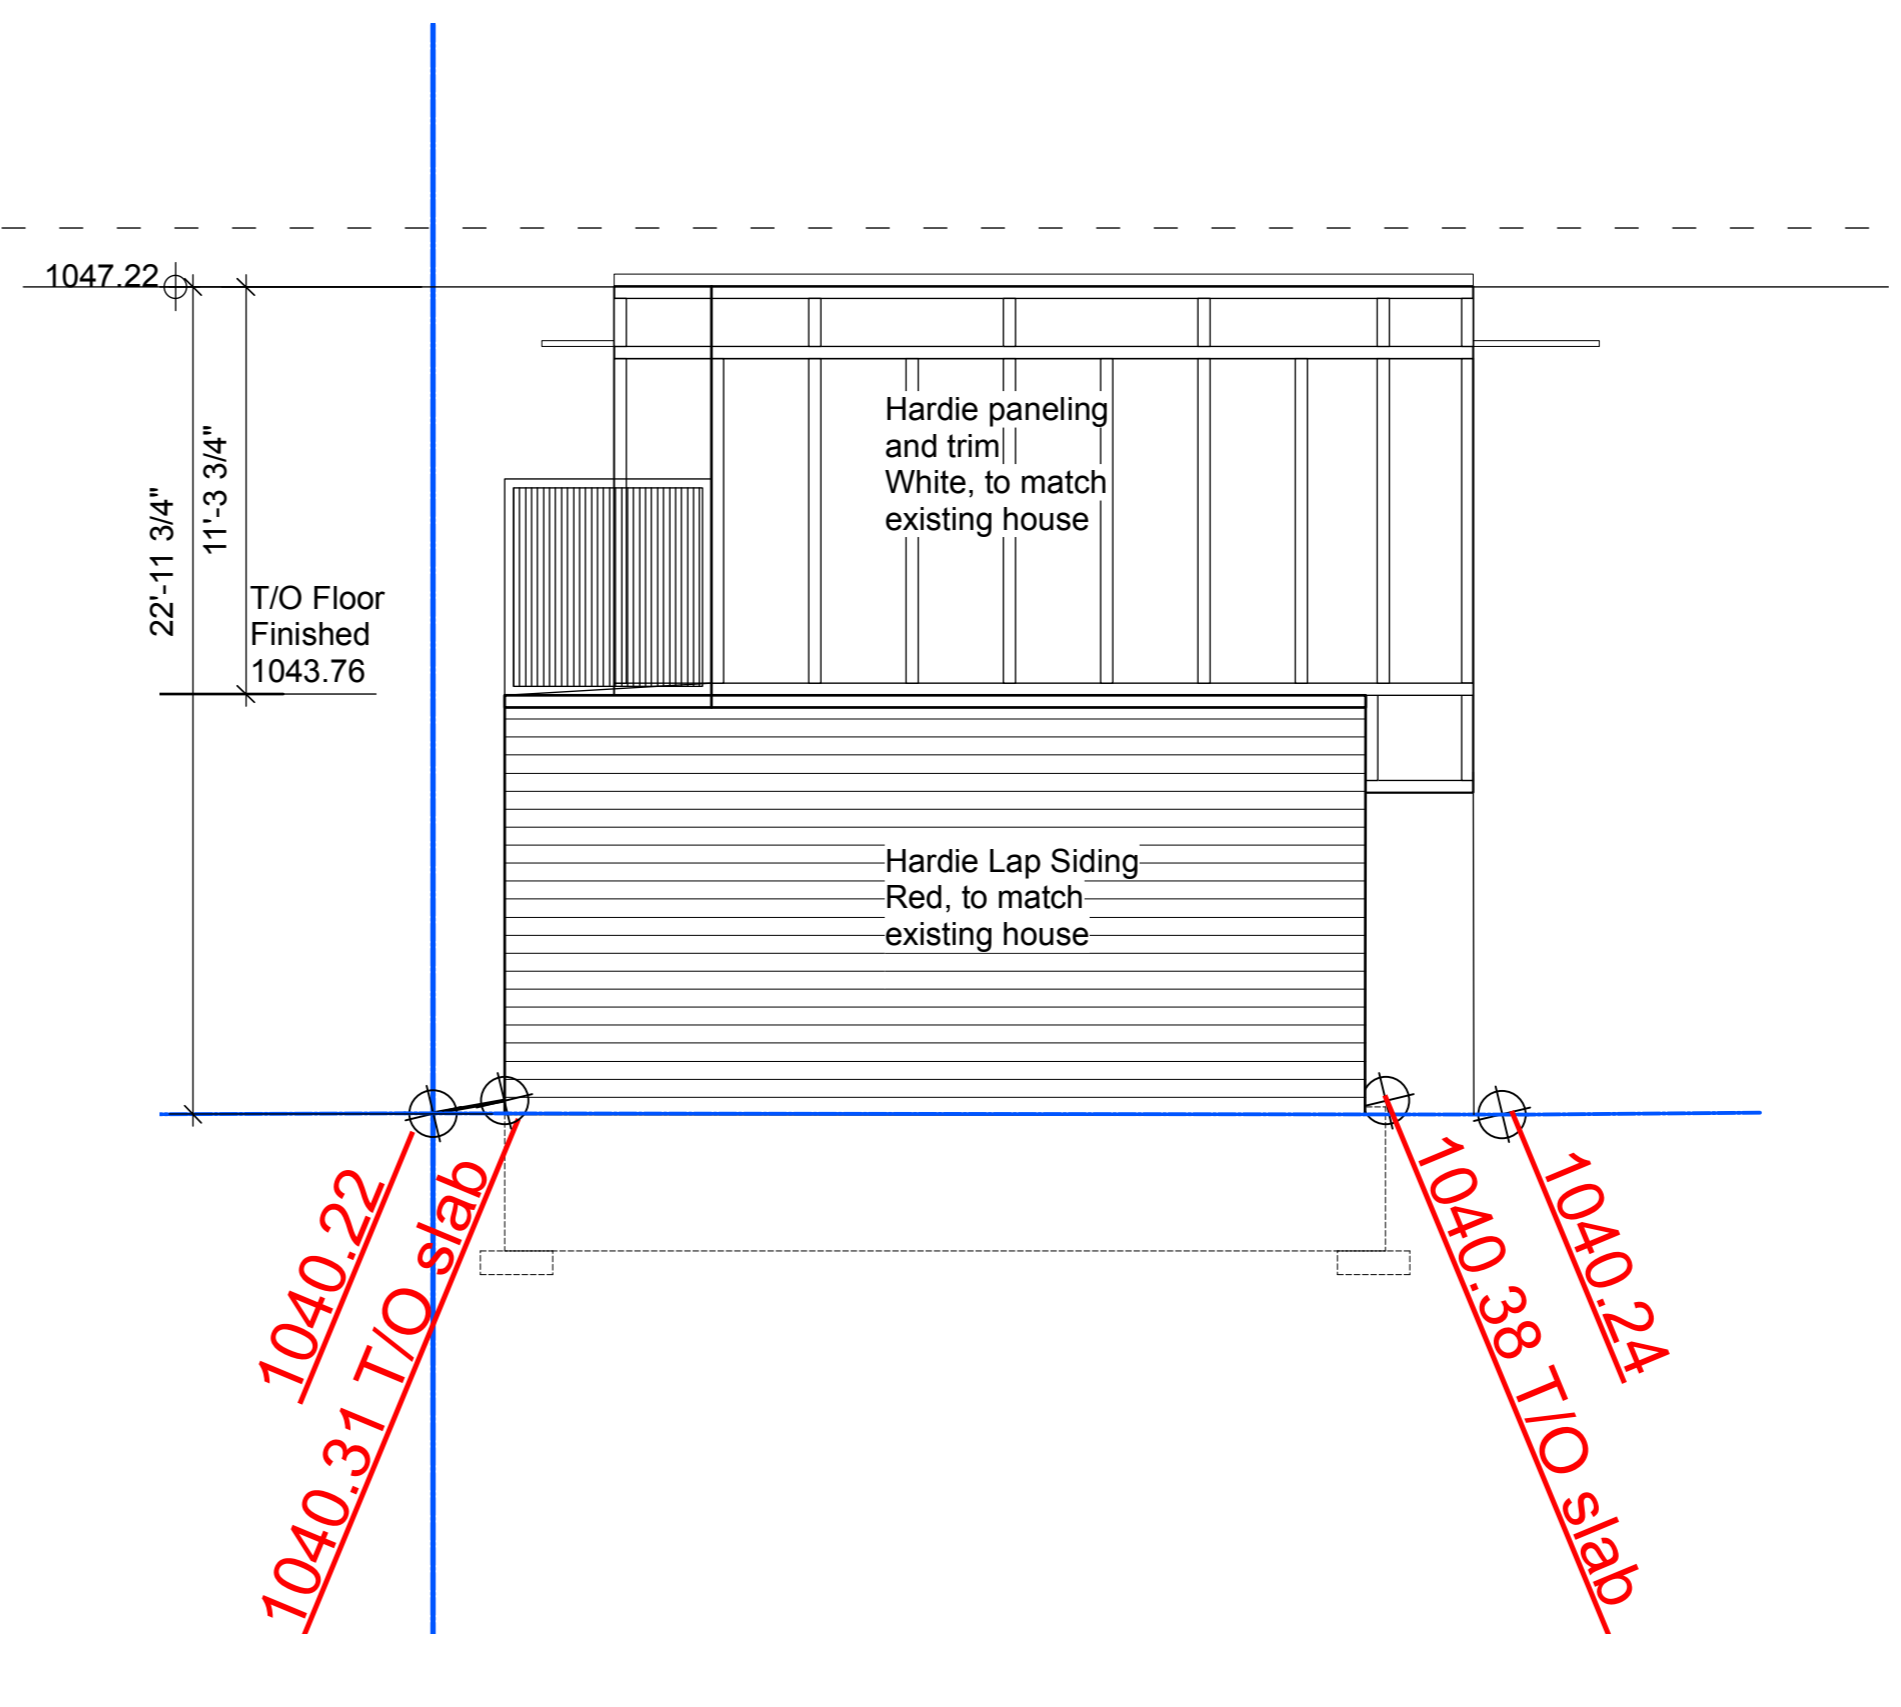 1047.22
22'-11 3/4"
11'-3 3/4"
T/O Floor
Finished
1043.76
Hardie paneling
and trim
White, to match
existing house
Hardie Lap Siding
Red, to match
existing house
1040.22
1040.31 T/O slab
1040.38 T/O slab
1040.24